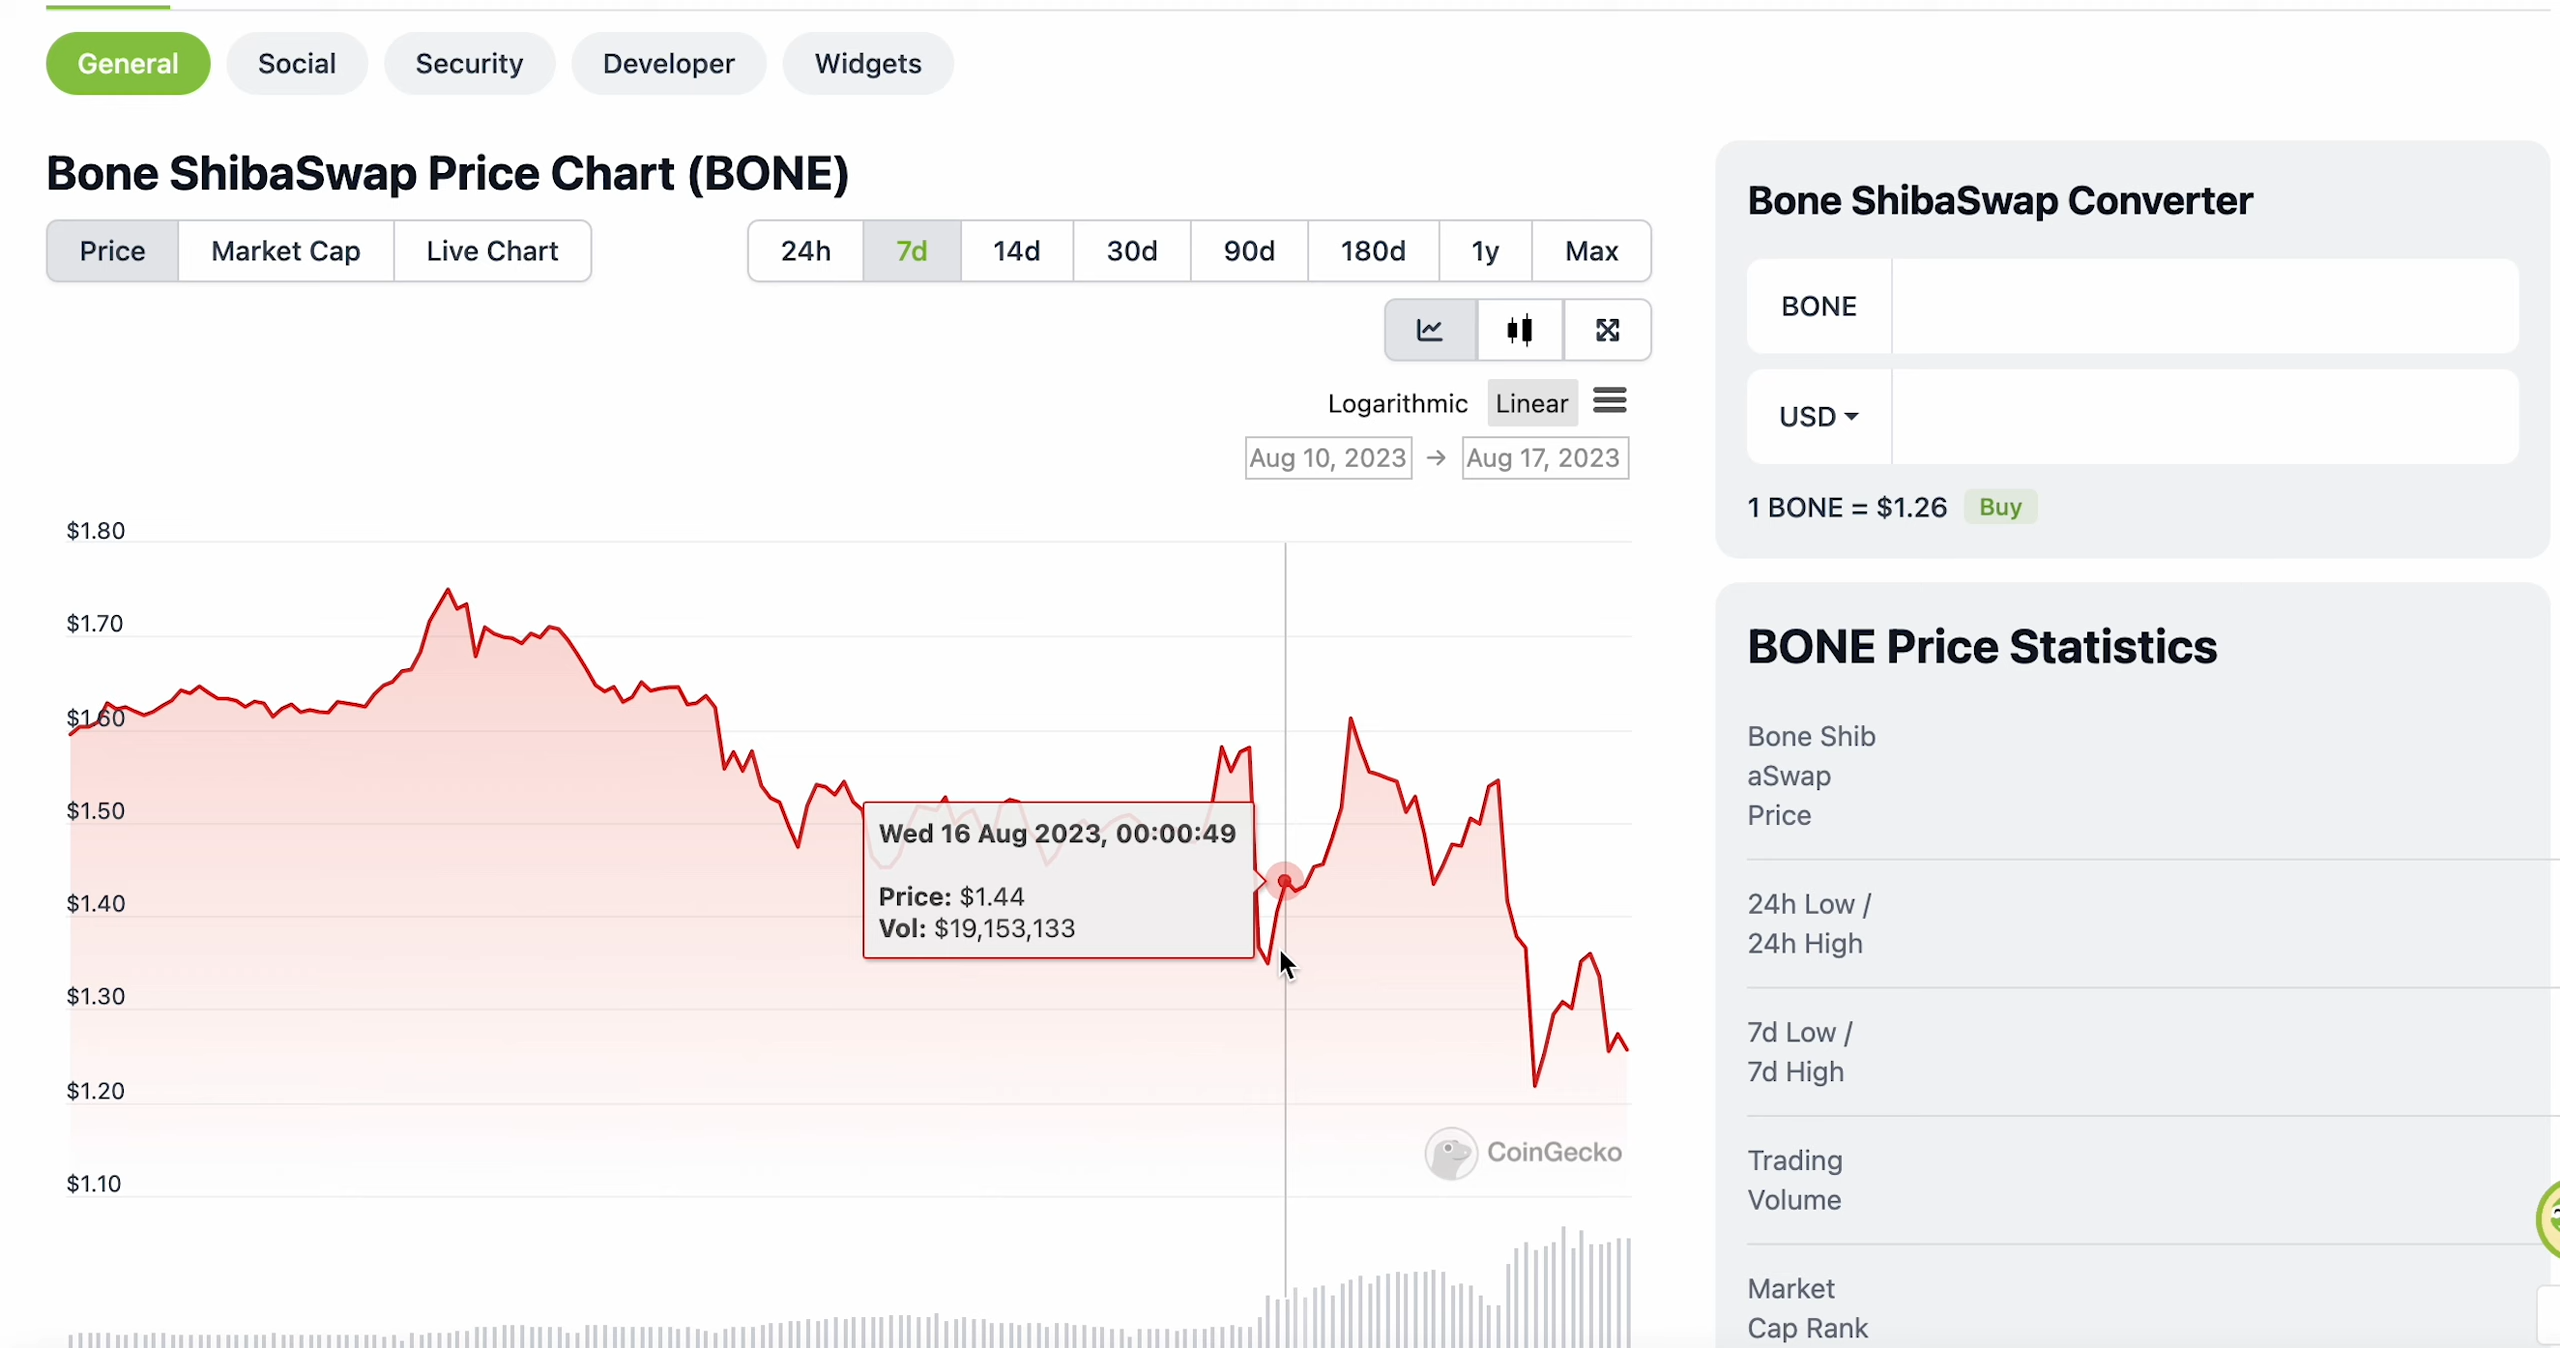 General Social Security Developer Widgets
Bone ShibaSwap Price Chart (BONE)
Price Market Cap Live Chart 24h 7d 14d 30d 90d 180d 1y Max
Logarithmic Linear
Aug 10, 2023 → Aug 17, 2023
$1.80
$1.70
$1.60
$1.50
$1.40
$1.30
$1.20
$1.10
Wed 16 Aug 2023, 00:00:49
Price: $1.44
Vol: $19,153,133
CoinGecko
Bone ShibaSwap Converter
BONE
USD
1 BONE = $1.26 Buy
BONE Price Statistics
Bone Shib
aSwap
Price
24h Low /
24h High
7d Low /
7d High
Trading
Volume
Market
Cap Rank